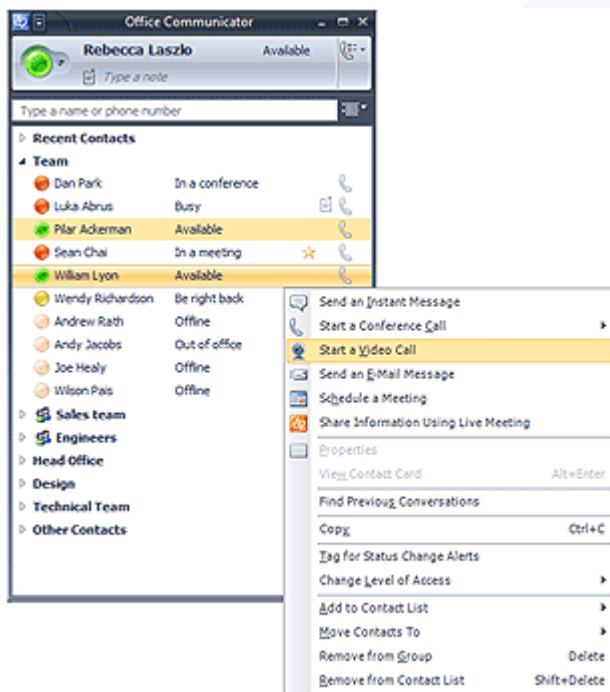 Office Communicator
Rebecca Laszlo Available
Type a note
Type a name or phone number
Recent Contacts
Team
Dan Park In a conference
Luka Abrus Busy
Pilar Ackerman Available
Sean Chai In a meeting
William Lyon Available
Wendy Richardson Be right back
Andrew Rath Offline
Andy Jacobs Out of office
Joe Healy Offline
Wilson Pais Offline
Sales team
Engineers
Head Office
Design
Technical Team
Other Contacts
Send an Instant Message
Start a Conference Call
Start a Video Call
Send an E-Mail Message
Schedule a Meeting
Share Information Using Live Meeting
Properties
View Contact Card Alt+Enter
Find Previous Conversations
Copy Ctrl+C
Tag for Status Change Alerts
Change Level of Access
Add to Contact List
Move Contacts To
Remove from Group Delete
Remove from Contact List Shift+Delete